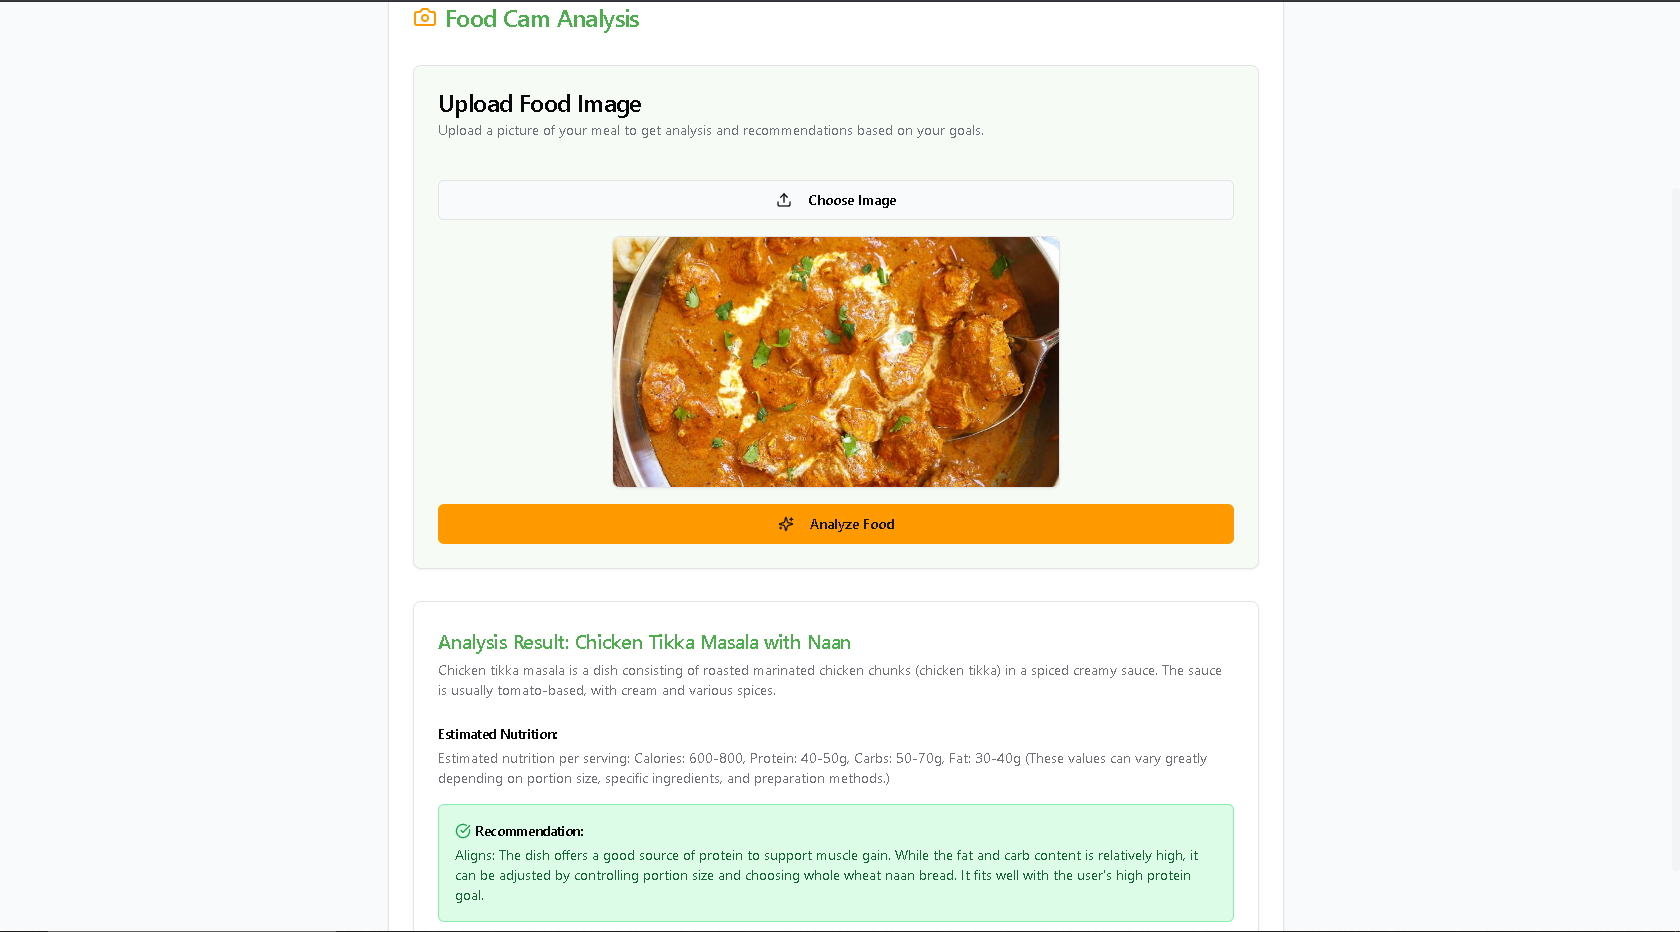 Food Cam Analysis
Upload Food Image
Upload a picture of your meal to get analysis and recommendations based on your goals.
Choose Image
Analyze Food
Analysis Result: Chicken Tikka Masala with Naan
Chicken tikka masala is a dish consisting of roasted marinated chicken chunks (chicken tikka) in a spiced creamy sauce. The sauce
is usually tomato-based, with cream and various spices.
Estimated Nutrition:
Estimated nutrition per serving: Calories: 600-800, Protein: 40-50g, Carbs: 50-70g, Fat: 30-40g (These values can vary greatly
depending on portion size, specific ingredients, and preparation methods.)
Recommendation:
Aligns: The dish offers a good source of protein to support muscle gain. While the fat and carb content is relatively high, it
can be adjusted by controlling portion size and choosing whole wheat naan bread. It fits well with the user's high protein
goal.